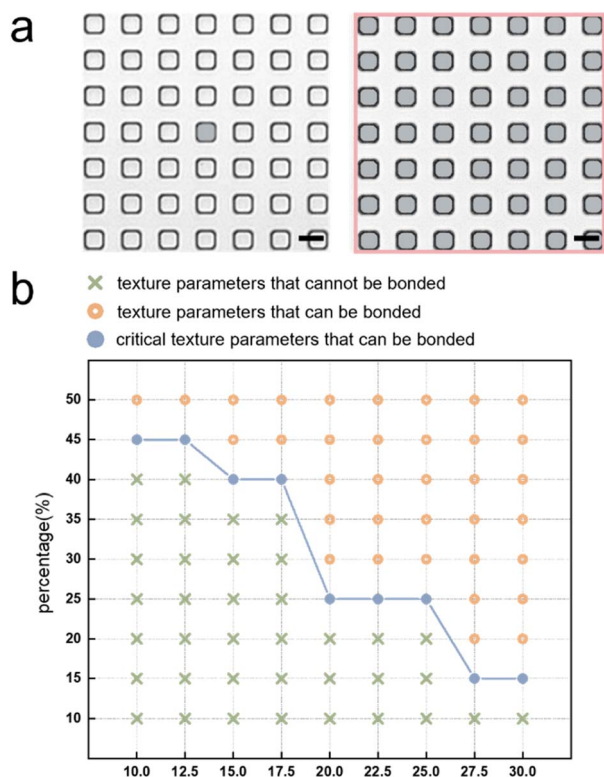 a
b
texture parameters that cannot be bonded
texture parameters that can be bonded
critical texture parameters that can be bonded
percentage(%)
50
45
40
35
30
25
20
15
10
10.0 12.5 15.0 17.5 20.0 22.5 25.0 27.5 30.0